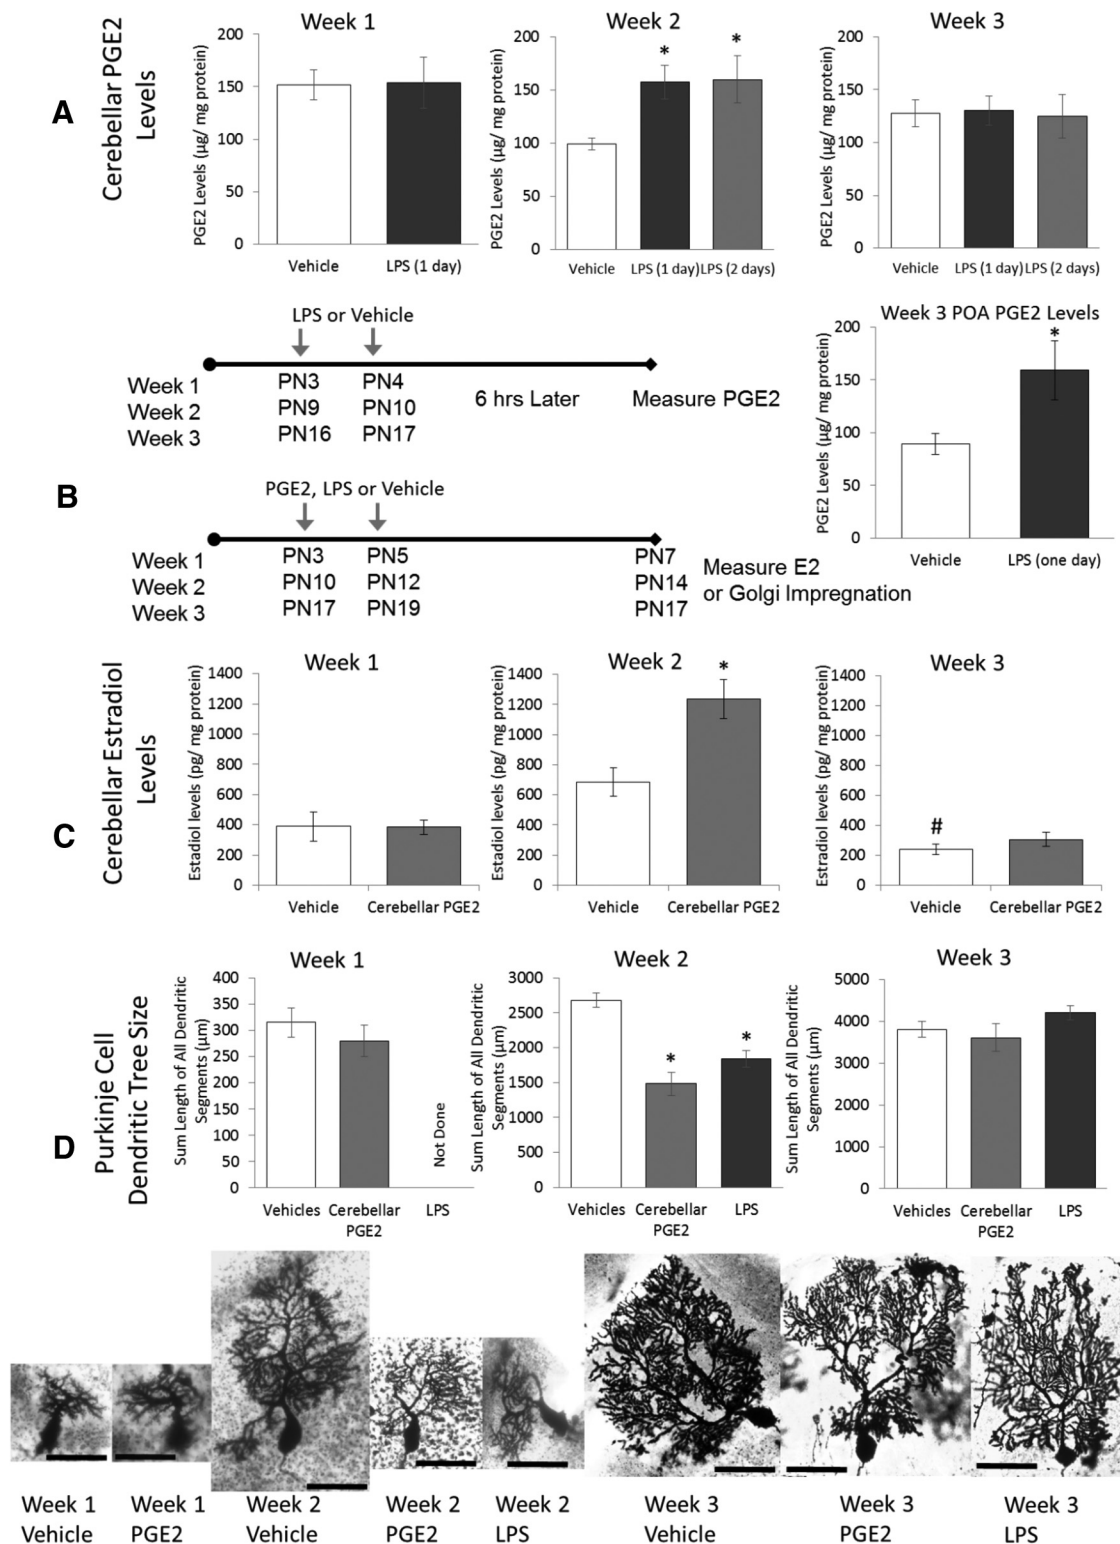 A
Cerebellar PGE2
Levels
Week 1
PGE2 Levels (µg/ mg protein)
200
150
100
50
0
Vehicle
LPS (1 day)
Week 2
PGE2 Levels (µg/ mg protein)
200
150
100
50
0
*
*
Vehicle
LPS (1 day)
LPS (2 days)
Week 3
PGE2 Levels (µg/ mg protein)
200
150
100
50
0
Vehicle
LPS (1 day)
LPS (2 days)
LPS or Vehicle
Week 1 PN3 PN4
Week 2 PN9 PN10
Week 3 PN16 PN17
6 hrs Later
Measure PGE2
Week 3 POA PGE2 Levels
PGE2 Levels (µg/ mg protein)
200
150
100
50
0
*
Vehicle
LPS (one day)
B
PGE2, LPS or Vehicle
Week 1 PN3 PN5 PN7
Week 2 PN10 PN12 PN14
Week 3 PN17 PN19 PN17
Measure E2
or Golgi Impregnation
C
Cerebellar Estradiol
Levels
Week 1
Estadiol levels (pg/ mg protein)
1400
1200
1000
800
600
400
200
0
Vehicle
Cerebellar PGE2
Week 2
Estadiol levels (pg/ mg protein)
1400
1200
1000
800
600
400
200
0
*
Vehicle
Cerebellar PGE2
Week 3
Estradiol levels (pg/ mg protein)
1400
1200
1000
800
600
400
200
0
#
Vehicle
Cerebellar PGE2
D
Purkinje Cell
Dendritic Tree Size
Week 1
Sum Length of All Dendritic
Segments (µm)
400
350
300
250
200
150
100
50
0
Not Done
Vehicles
Cerebellar
PGE2
LPS
Week 2
Sum Length of All Dendritic
Segments (µm)
3000
2500
2000
1500
1000
500
0
*
*
Vehicle
Cerebellar
PGE2
LPS
Week 3
Sum Length of All Dendritic
Segments (µm)
5000
4000
3000
2000
1000
0
Vehicles
Cerebellar
PGE2
LPS
Week 1
Vehicle
Week 1
PGE2
Week 2
Vehicle
Week 2
PGE2
Week 2
LPS
Week 3
Vehicle
Week 3
PGE2
Week 3
LPS